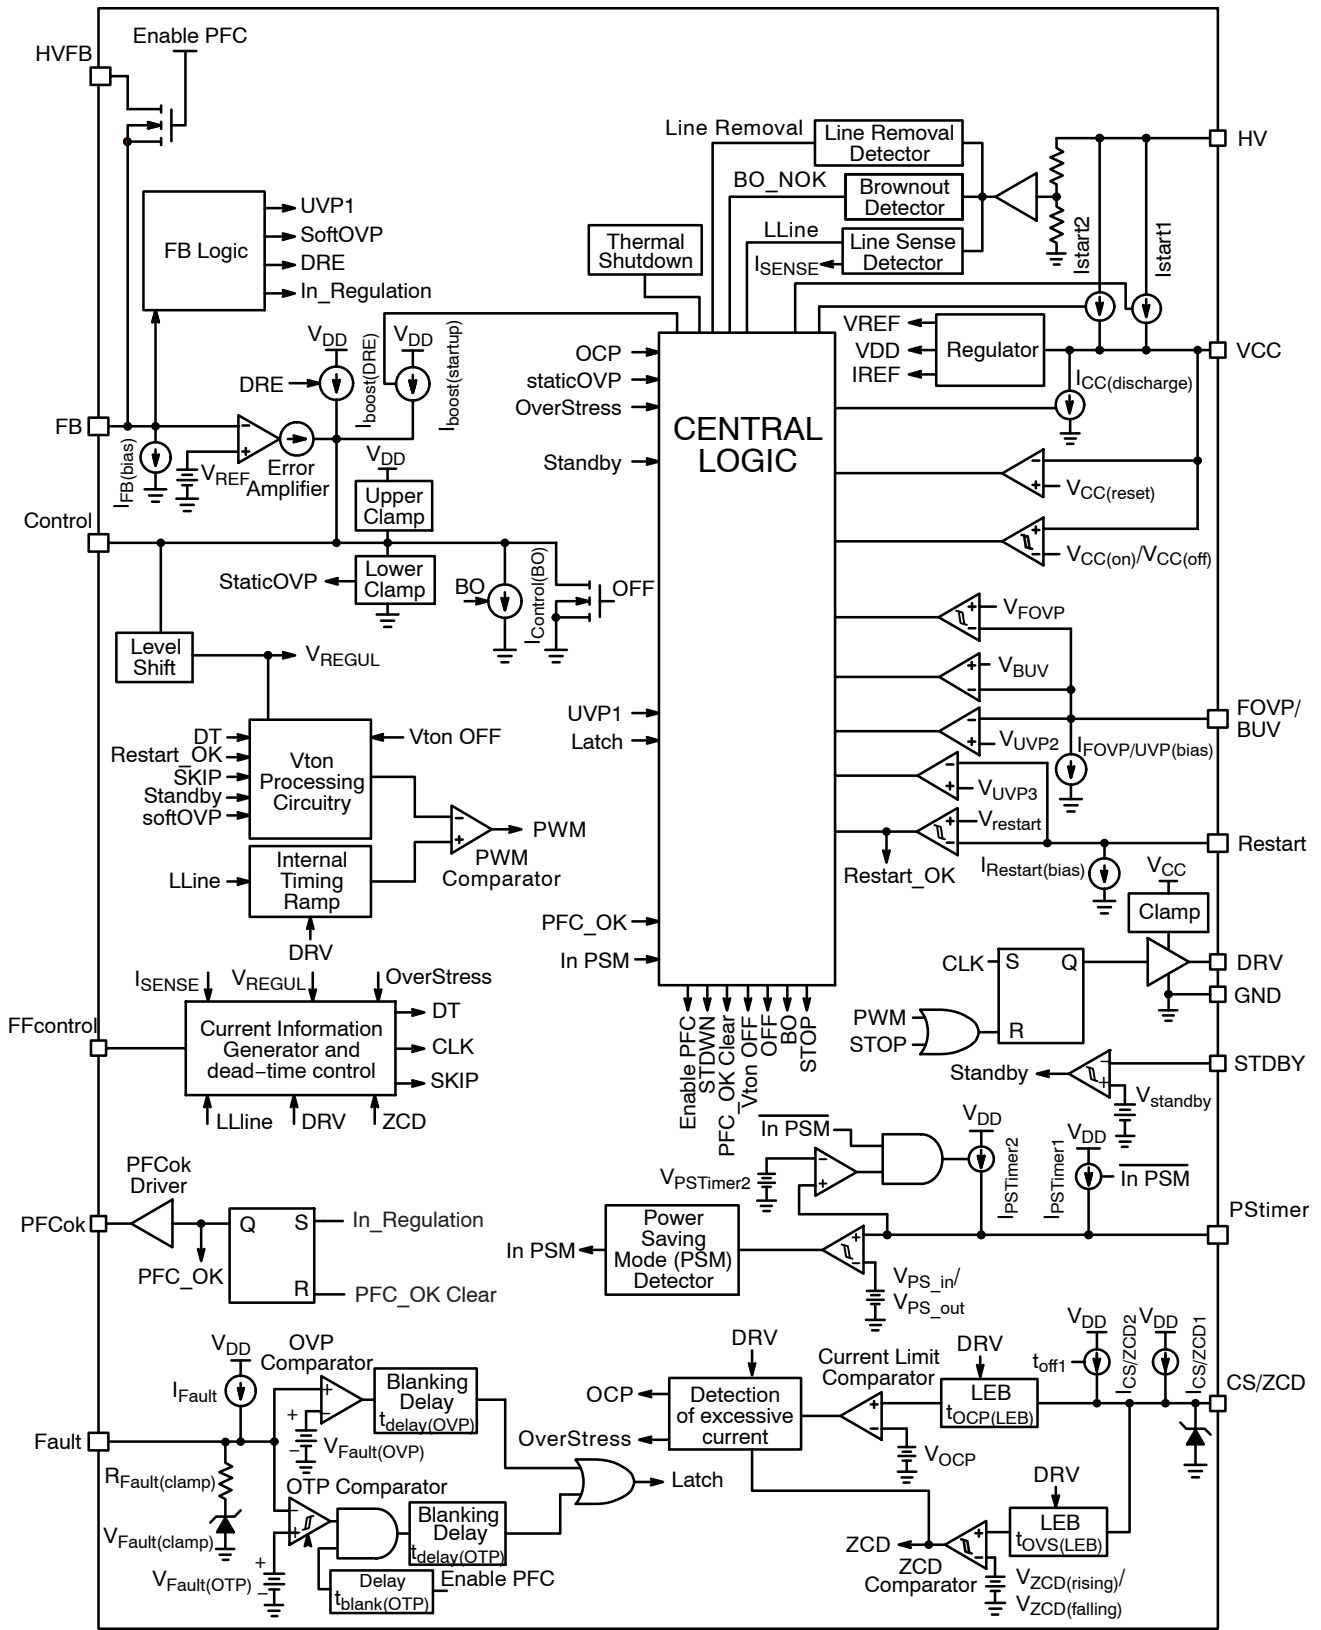 Enable PFC
HVFB
HV
Line Removal
Line Removal
Detector
BO_NOK
Brownout
Detector
LLine
Line Sense
Detector
ISENSE
Thermal
Shutdown
Istart2
Istart1
FB Logic
UVP1
SoftOVP
DRE
In_Regulation
VREF
VDD
IREF
Regulator
VCC
ICC(discharge)
VDD
VDD
DRE
Iboost(DRE)
Iboost(startup)
OCP
staticOVP
OverStress
Standby
CENTRAL
LOGIC
FB
IFB(bias)
VREF
Error
Amplifier
VDD
Upper
Clamp
VCC(reset)
VCC(on)/VCC(off)
Control
StaticOVP
Lower
Clamp
BO
IControl(BO)
OFF
VFOVP
VBUV
VUVP2
VUVP3
Vrestart
FOVP/
BUV
IFOVP/UVP(bias)
Level
Shift
VREGUL
UVP1
Latch
DT
Restart_OK
SKIP
Standby
softOVP
Vton
Processing
Circuitry
Vton OFF
PWM
PWM
Comparator
LLine
Internal
Timing
Ramp
DRV
Restart_OK
IRestart(bias)
Restart
VCC
Clamp
PFC_OK
In PSM
CLK
S
Q
R
PWM
STOP
DRV
GND
ISENSE
VREGUL
OverStress
FFcontrol
Current Information
Generator and
dead-time control
DT
CLK
SKIP
LLline
DRV
ZCD
Enable PFC
STDWN
PFC_OK Clear
Vton OFF
OFF
BO
STOP
Standby
STDBY
Vstandby
In PSM
VDD
VDD
VPSTimer2
IPSTimer2
IPSTimer1
In PSM
PStimer
PFCok
Driver
PFCok
PFC_OK
Q
S
R
In_Regulation
PFC_OK Clear
In PSM
Power
Saving
Mode (PSM)
Detector
VPS_in/
VPS_out
VDD
IFault
OVP
Comparator
Blanking
Delay
tdelay(OVP)
VFault(OVP)
Fault
RFault(clamp)
VFault(clamp)
OTP Comparator
Blanking
Delay
tdelay(OTP)
VFault(OTP)
Delay
tblank(OTP)
Enable PFC
Latch
DRV
OCP
OverStress
Detection
of excessive
current
Current Limit
Comparator
DRV
LEB
tOCP(LEB)
VOCP
VDD
VDD
toff1
ICS/ZCD2
ICS/ZCD1
CS/ZCD
DRV
LEB
tOVS(LEB)
ZCD
ZCD
Comparator
VZCD(rising)/
VZCD(falling)